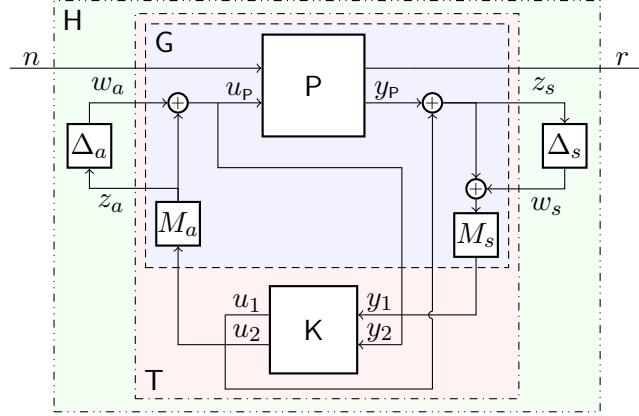 H
G
n
r
w_a
u_P
P
y_P
z_s
+
+
Δ_a
Δ_s
z_a
+
w_s
M_a
M_s
u_1
y_1
K
u_2
y_2
T